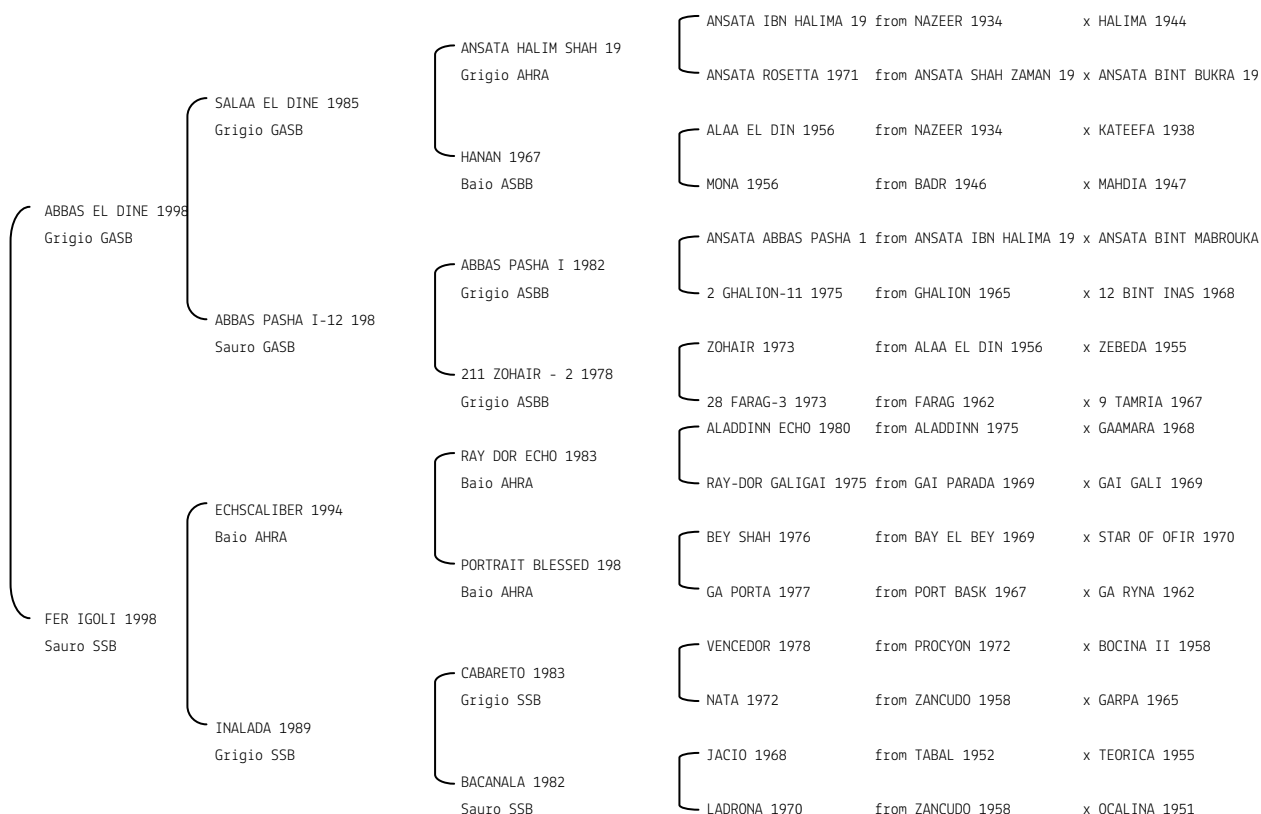 ANSATA IBN HALIMA 19 from NAZEER 1934 x HALIMA 1944
ANSATA HALIM SHAH 19
Grigio AHRA
ANSATA ROSETTA 1971 from ANSATA SHAH ZAMAN 19 x ANSATA BINT BUKRA 19
SALAA EL DINE 1985
Grigio GASB
ALAA EL DIN 1956 from NAZEER 1934 x KATEEFA 1938
HANAN 1967
Baio ASBB
MONA 1956 from BADR 1946 x MAHDIA 1947
ABBAS EL DINE 1998
Grigio GASB
ANSATA ABBAS PASHA 1 from ANSATA IBN HALIMA 19 x ANSATA BINT MABROUKA
ABBAS PASHA I 1982
Grigio ASBB
2 GHALION-11 1975 from GHALION 1965 x 12 BINT INAS 1968
ABBAS PASHA I-12 198
Sauro GASB
ZOHAIR 1973 from ALAA EL DIN 1956 x ZEBEDA 1955
211 ZOHAIR - 2 1978
Grigio ASBB
28 FARAG-3 1973 from FARAG 1962 x 9 TAMRIA 1967
ALADDINN ECHO 1980 from ALADDINN 1975 x GAAMARA 1968
RAY DOR ECHO 1983
Baio AHRA
RAY-DOR GALIGAI 1975 from GAI PARADA 1969 x GAI GALI 1969
ECHSCALIBER 1994
Baio AHRA
BEY SHAH 1976 from BAY EL BEY 1969 x STAR OF OFIR 1970
PORTRAIT BLESSED 198
Baio AHRA
GA PORTA 1977 from PORT BASK 1967 x GA RYNA 1962
FER IGOLI 1998
Sauro SSB
VENCEDOR 1978 from PROCYON 1972 x BOCINA II 1958
CABARETO 1983
Grigio SSB
NATA 1972 from ZANCUDO 1958 x GARPA 1965
INALADA 1989
Grigio SSB
JACIO 1968 from TABAL 1952 x TEORICA 1955
BACANALA 1982
Sauro SSB
LADRONA 1970 from ZANCUDO 1958 x OCALINA 1951